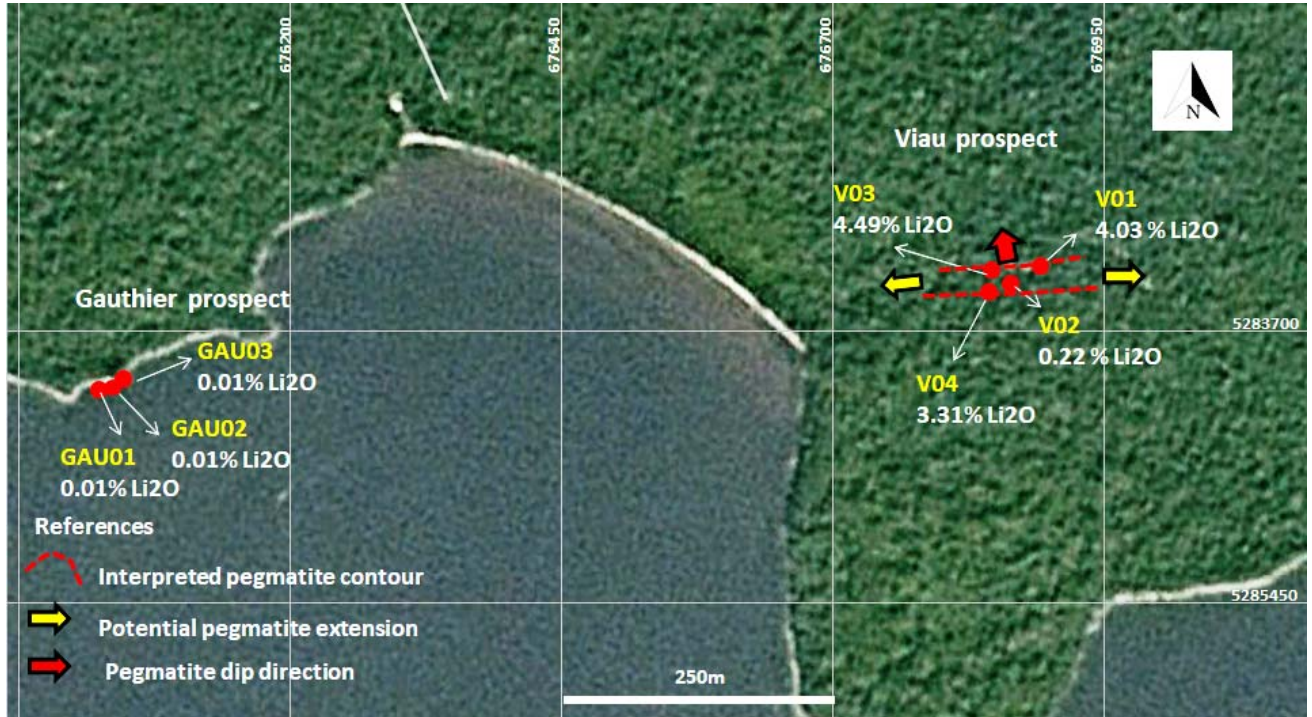 676200
676450
676700
676950
N
Viau prospect
V03
4.49% Li2O
V01
4.03 % Li2O
Gauthier prospect
5283700
V02
0.22 % Li2O
GAU03
0.01% Li2O
V04
3.31% Li2O
GAU02
0.01% Li2O
GAU01
0.01% Li2O
References
Interpreted pegmatite contour
5285450
Potential pegmatite extension
Pegmatite dip direction
250m